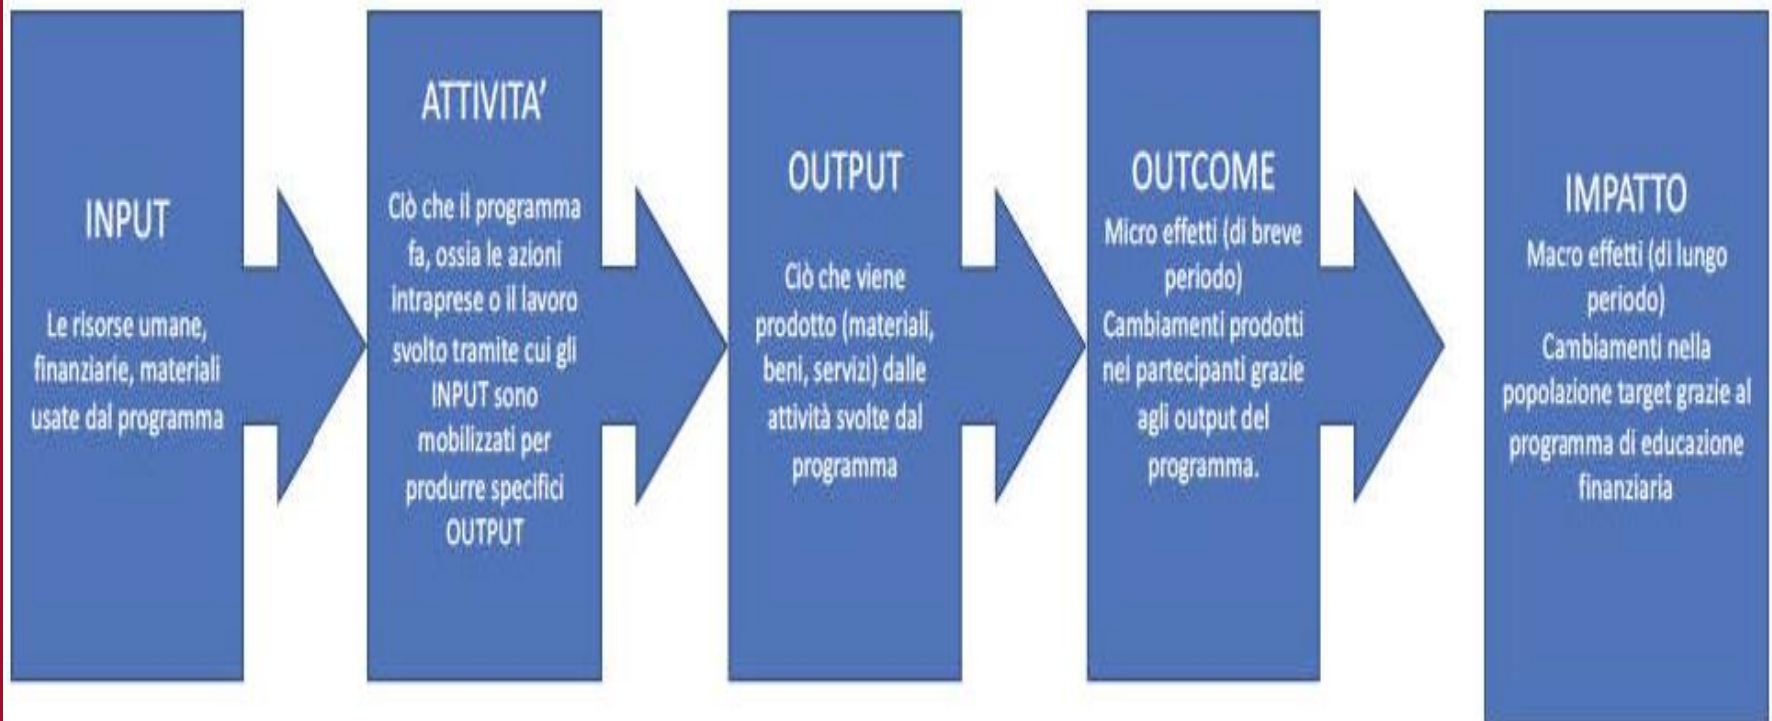 INPUT
Le risorse umane,
finanziarie, materiali
usate dal programma
ATTIVITA’
Ciò che il programma
fa, ossia le azioni
intraprese o il lavoro
svolto tramite cui gli
INPUT sono
mobilizzati per
produrre specifici
OUTPUT
OUTPUT
Ciò che viene
prodotto (materiali,
beni, servizi) dalle
attività svolte dal
programma
OUTCOME
Micro effetti (di breve
periodo)
Cambiamenti prodotti
nei partecipanti grazie
agli output del
programma.
IMPATTO
Macro effetti (di lungo
periodo)
Cambiamenti nella
popolazione target grazie al
programma di educazione
finanziaria